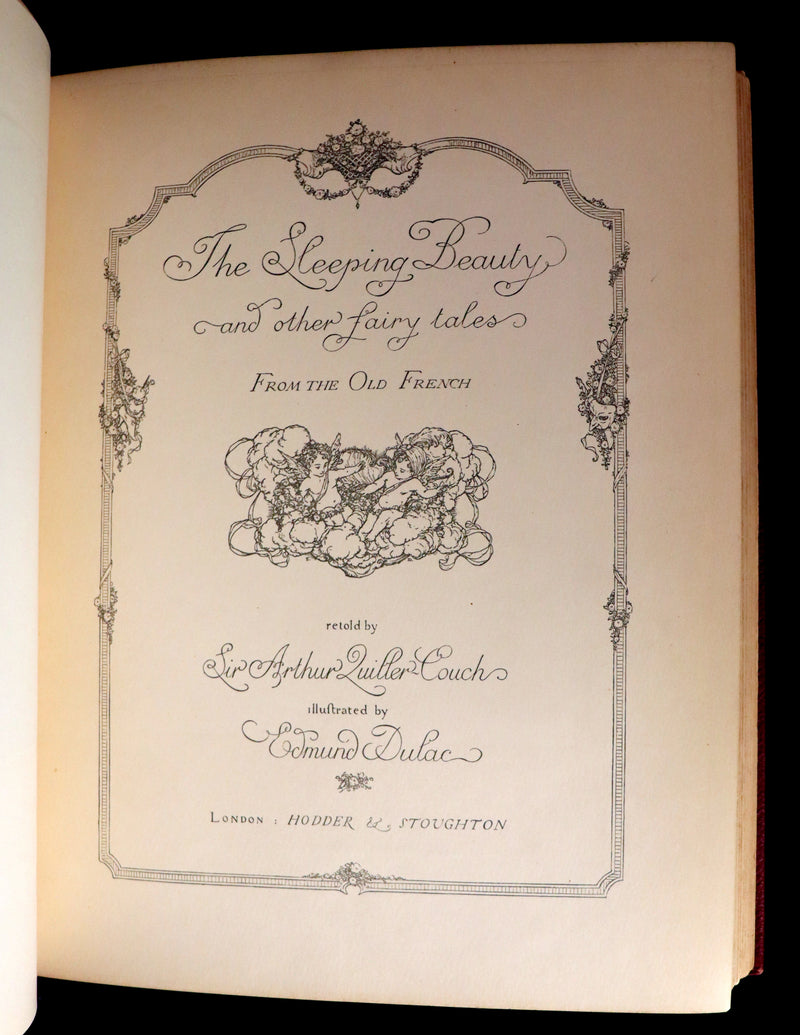 The Sleeping Beauty
and other fairy tales
FROM THE OLD FRENCH
retold by
Sir Arthur Quiller-Couch
illustrated by
Edmund Dulac
LONDON : HODDER & STOUGHTON